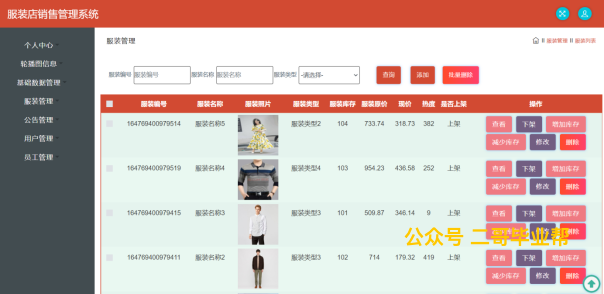 服装店销售管理系统
个人中心
服装管理
服装管理 服装列表
轮播图信息
服装编号 服装编号 服装名称 服装名称 服装类型 -请选择- 查询 添加 批量删除
基础数据管理
服装管理
公告管理
用户管理
员工管理
服装编号 服装名称 服装照片 服装类型 服装库存 服装原价 现价 热度 是否上架 操作
164769400979514 服装名称5 服装类型2 104 733.74 318.73 382 上架 查看 下架 增加库存
减少库存 修改 删除
164769400979519 服装名称4 服装类型4 103 954.23 436.58 252 上架 查看 下架 增加库存
减少库存 修改 删除
164769400979415 服装名称3 服装类型3 101 509.87 346.14 9 上架 查看 下架 增加库存
减少库存 修改 删除
公众号 二哥毕业帮
164769400979411 服装名称2 服装类型3 102 714 179.32 419 上架 查看 下架 增加库存
减少库存 修改 删除